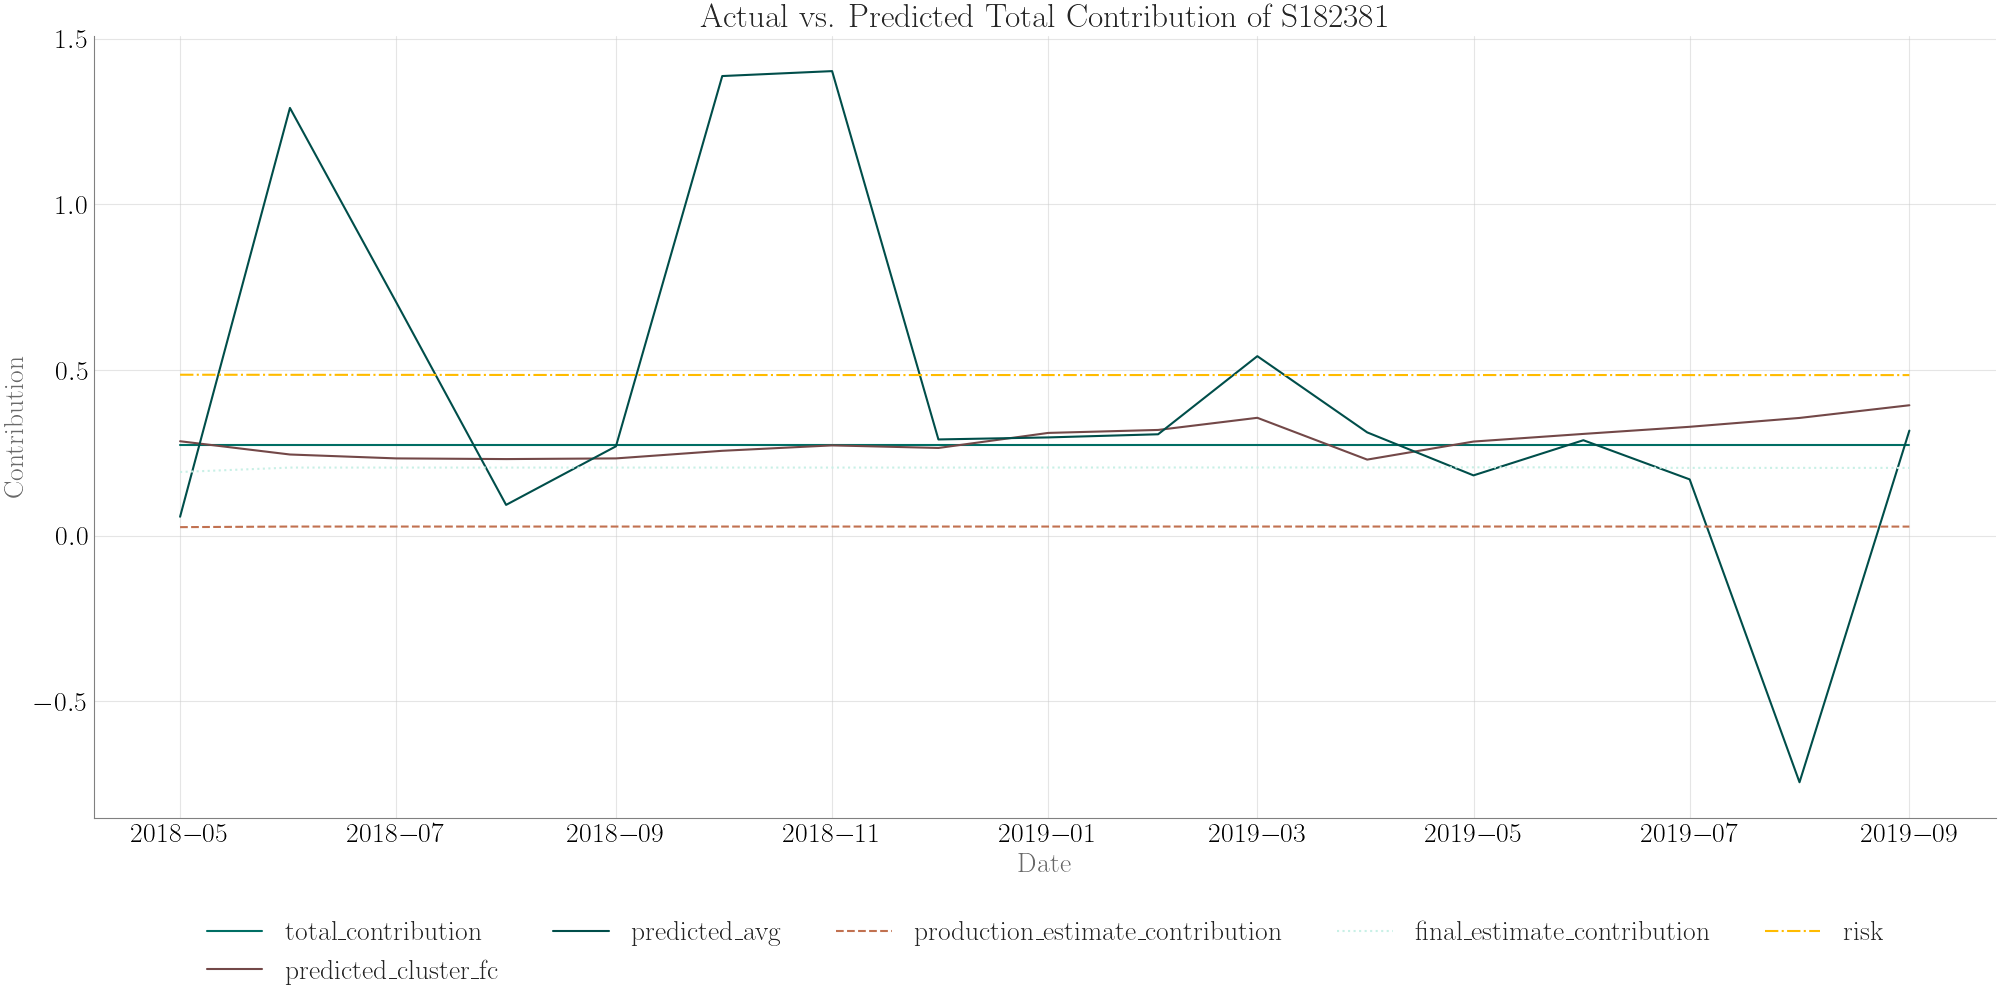 Actual vs. Predicted Total Contribution of S182381
1.5
1.0
0.5
0.0
−0.5
Contribution
2018−05 2018−07 2018−09 2018−11 2019−01 2019−03 2019−05 2019−07 2019−09
Date
total_contribution predicted_avg production_estimate_contribution final_estimate_contribution risk
predicted_cluster_fc